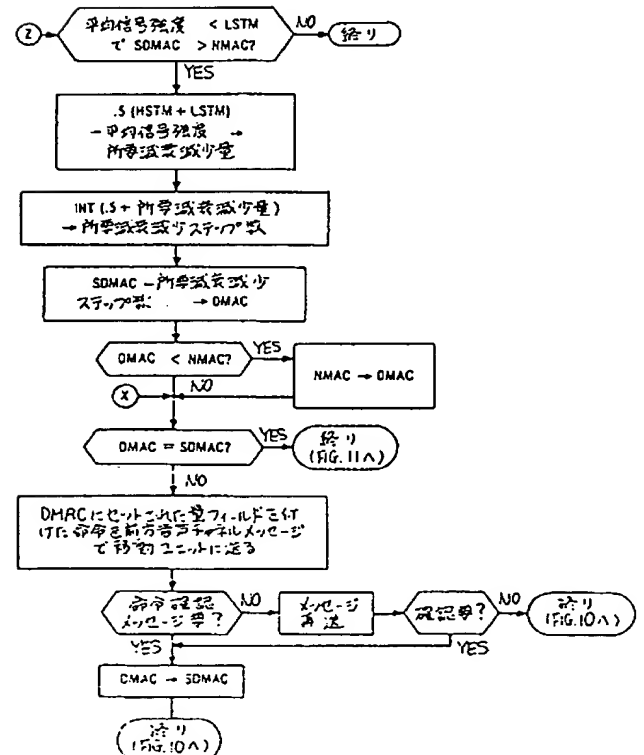 Z
平均信号強度 < LSTM
で SDMAC > NMAC?
NO
終り
YES
.5 (HSTM + LSTM)
－平均信号強度 →
所要減衰減少量
INT (.5 + 所要減衰減少量)
→ 所要減衰減少ステップ数
SDMAC － 所要減衰減少
ステップ数 → DMAC
DMAC < NMAC?
YES
NMAC → DMAC
NO
X
DMAC = SDMAC?
YES
終り
(FIG. 11へ)
NO
DMACにセットされた型フィールドを付
けた命令を前方音声チャネルメッセージ
で移動ユニットに送る
命令確認
メッセージ受?
NO
メッセージ
再送
確認受?
NO
終り
(FIG. 10へ)
YES
YES
DMAC → SDMAC
終り
(FIG. 10へ)